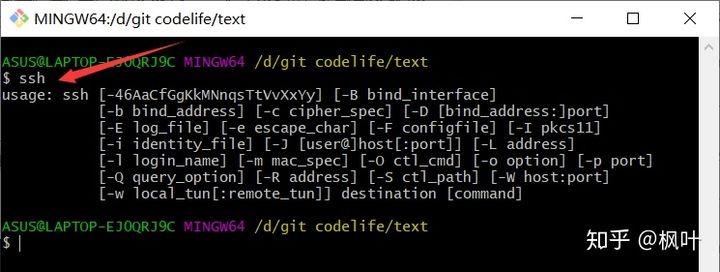 MINGW64:/d/git codelife/text
ASUS@LAPTOP-EJ0QRJ9C MINGW64 /d/git codelife/text
$ ssh
usage: ssh [-46AaCfGgKkMNnqsTtVvXxYy] [-B bind_interface]
[-b bind_address] [-c cipher_spec] [-D [bind_address:]port]
[-E log_file] [-e escape_char] [-F configfile] [-I pkcs11]
[-i identity_file] [-J [user@]host[:port]] [-L address]
[-l login_name] [-m mac_spec] [-O ctl_cmd] [-o option] [-p port]
[-Q query_option] [-R address] [-S ctl_path] [-W host:port]
[-w local_tun[:remote_tun]] destination [command]
ASUS@LAPTOP-EJ0QRJ9C MINGW64 /d/git codelife/text
$
知乎 @枫叶